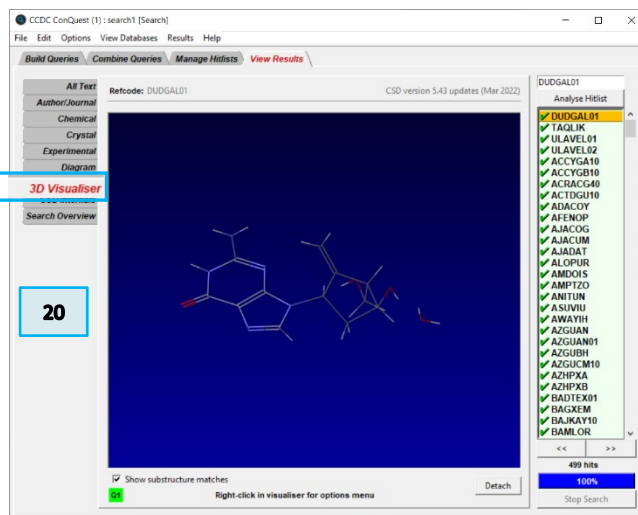 CCDC ConQuest (1) : search1 [Search]
File Edit Options View Databases Results Help
Build Queries Combine Queries Manage Hitlists View Results
All Text
Author/Journal
Chemical
Crystal
Experimental
Diagram
3D Visualiser
Search Overview
20
Refcode: DUDGAL01 CSD version 5.43 updates (Mar 2022)
Show substructure matches
Q1
Right-click in visualiser for options menu
Detach
DUDGAL01
Analyse Hitlist
DUDGAL01
TAQLIK
ULAVEL01
ULAVEL02
ACCYGA10
ACCYGB10
ACRACG40
ACTDGU10
ADACOY
AFENOP
AJACOG
AJACUM
AJADAT
ALOPUR
AMDOIS
AMPTZO
ANITUN
ASUVIU
AWAYIH
AZGUAN
AZGUAN01
AZGUBH
AZGUCM10
AZHPXA
AZHPXB
BADTEX01
BAGXEM
BAJKAY10
BAMLOR
<< >>
499 hits
100%
Stop Search